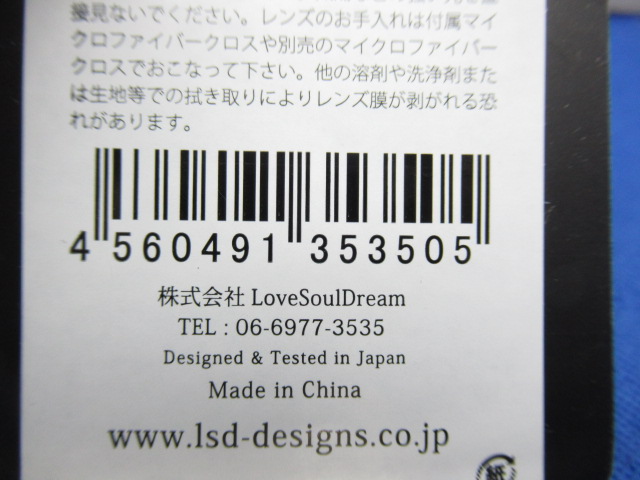 接見ないでください。レンズのお手入れは付属マイ
クロファイバークロスや別売のマイクロファイバー
クロスでおこなって下さい。他の溶剤や洗浄剤また
は生地等での拭き取りによりレンズ膜が剥がれる恐
れがあります。
4 560491 353505
株式会社 LoveSoulDream
TEL : 06-6977-3535
Designed & Tested in Japan
Made in China
www.lsd-designs.co.jp
紙